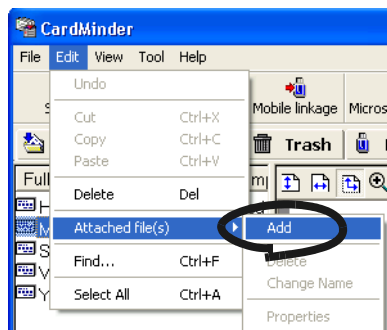 CardMinder
File Edit View Tool Help
Undo
Cut Ctrl+X
Copy Ctrl+C
Paste Ctrl+V
Delete Del
Attached file(s)
Find... Ctrl+F
Select All Ctrl+A
Mobile linkage Micros
Trash
Full
Add
Delete
Change Name
Properties